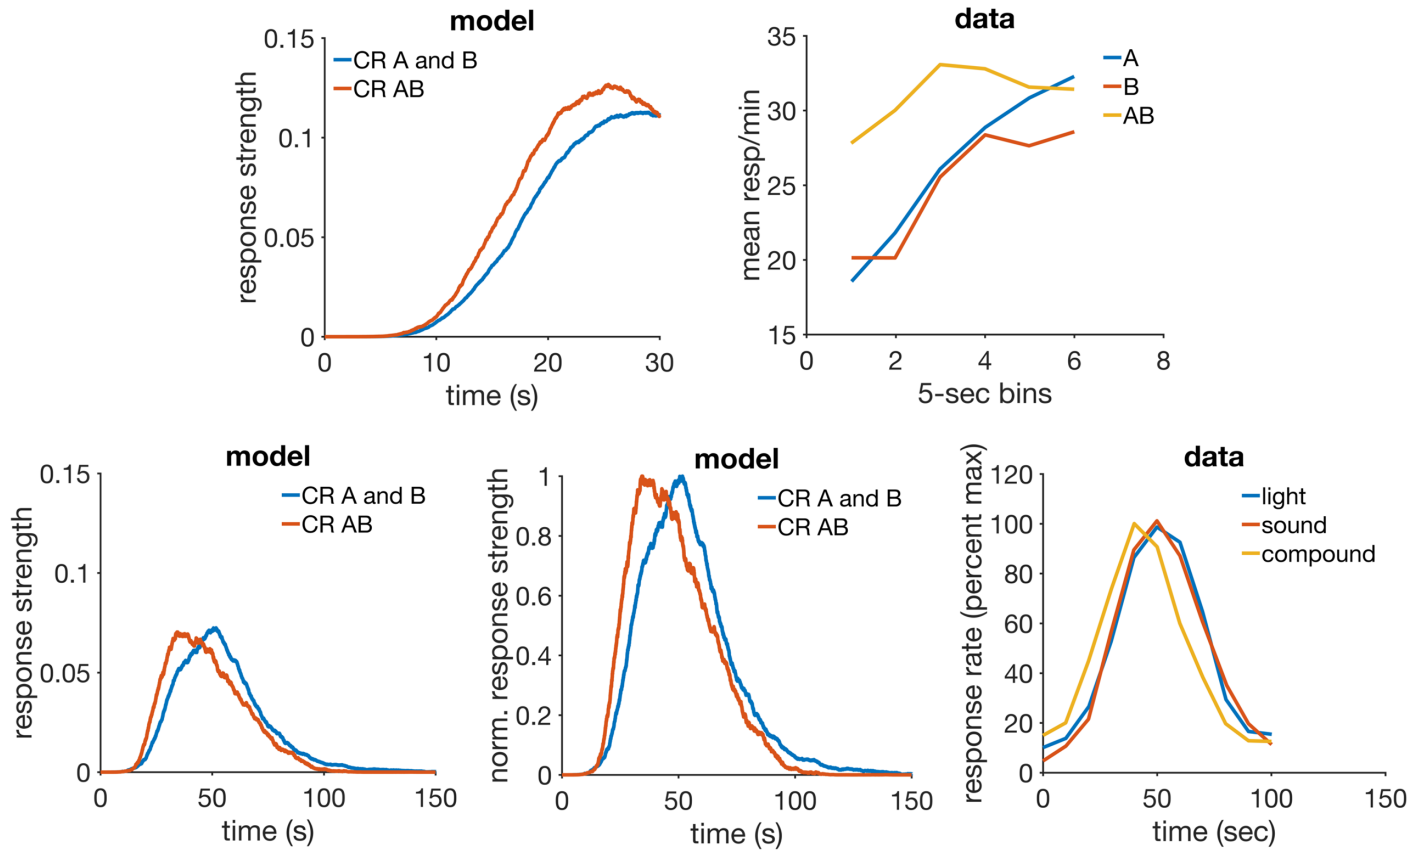 model
0.15
0.1
0.05
0
0
10
20
30
response strength
time (s)
CR A and B
CR AB
data
35
30
25
20
15
0
2
4
6
8
mean resp/min
5-sec bins
A
B
AB
model
0.15
0.1
0.05
0
0
50
100
150
response strength
time (s)
CR A and B
CR AB
model
1
0.8
0.6
0.4
0.2
0
0
50
100
150
norm. response strength
time (s)
CR A and B
CR AB
data
120
100
80
60
40
20
0
0
50
100
150
response rate (percent max)
time (sec)
light
sound
compound